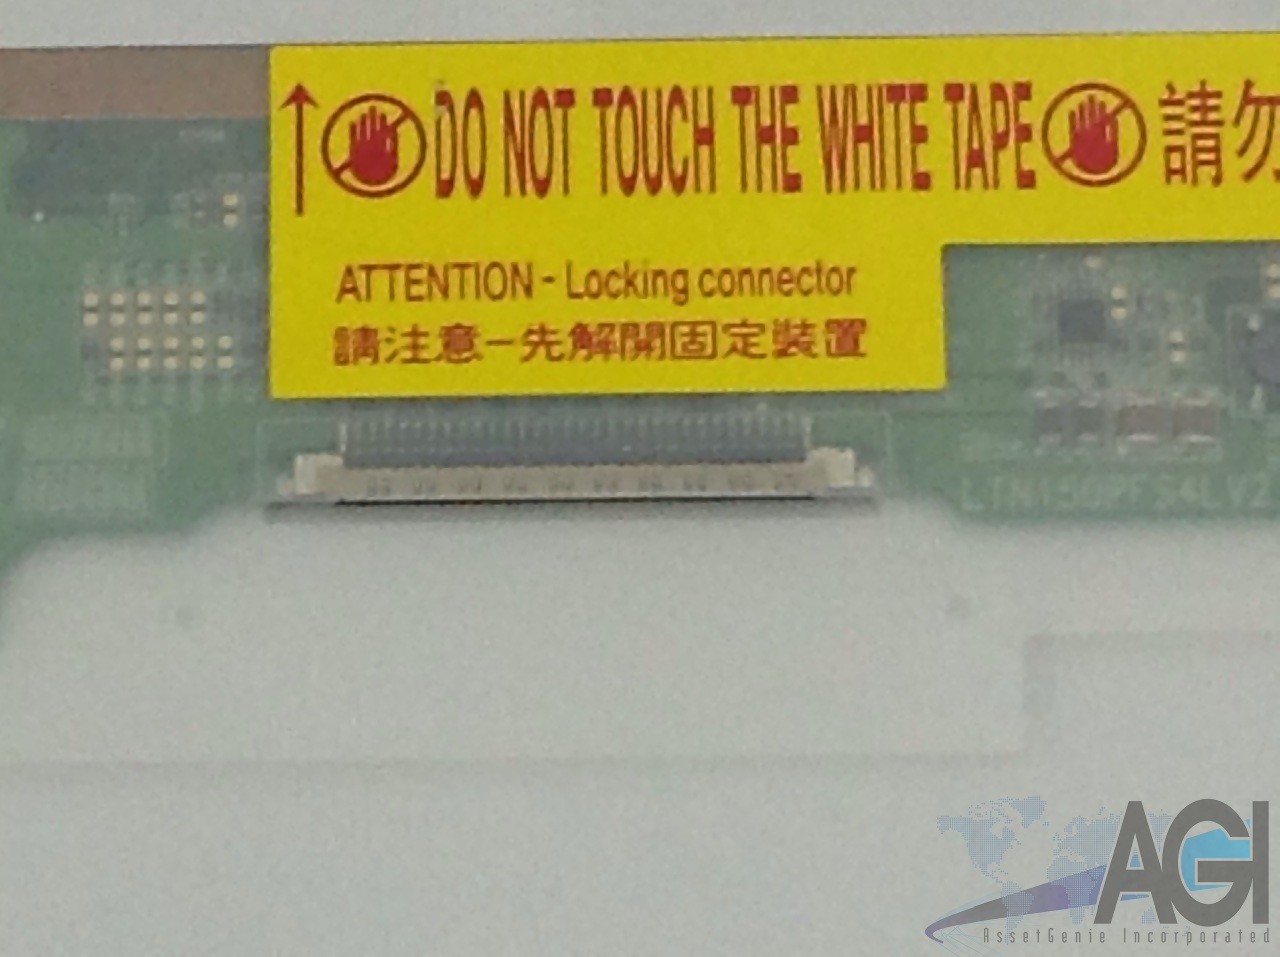 DO NOT TOUCH THE WHITE TAPE 請勿
ATTENTION - Locking connector
請注意－先解開固定裝置
AGI
AssetGenie Incorporated